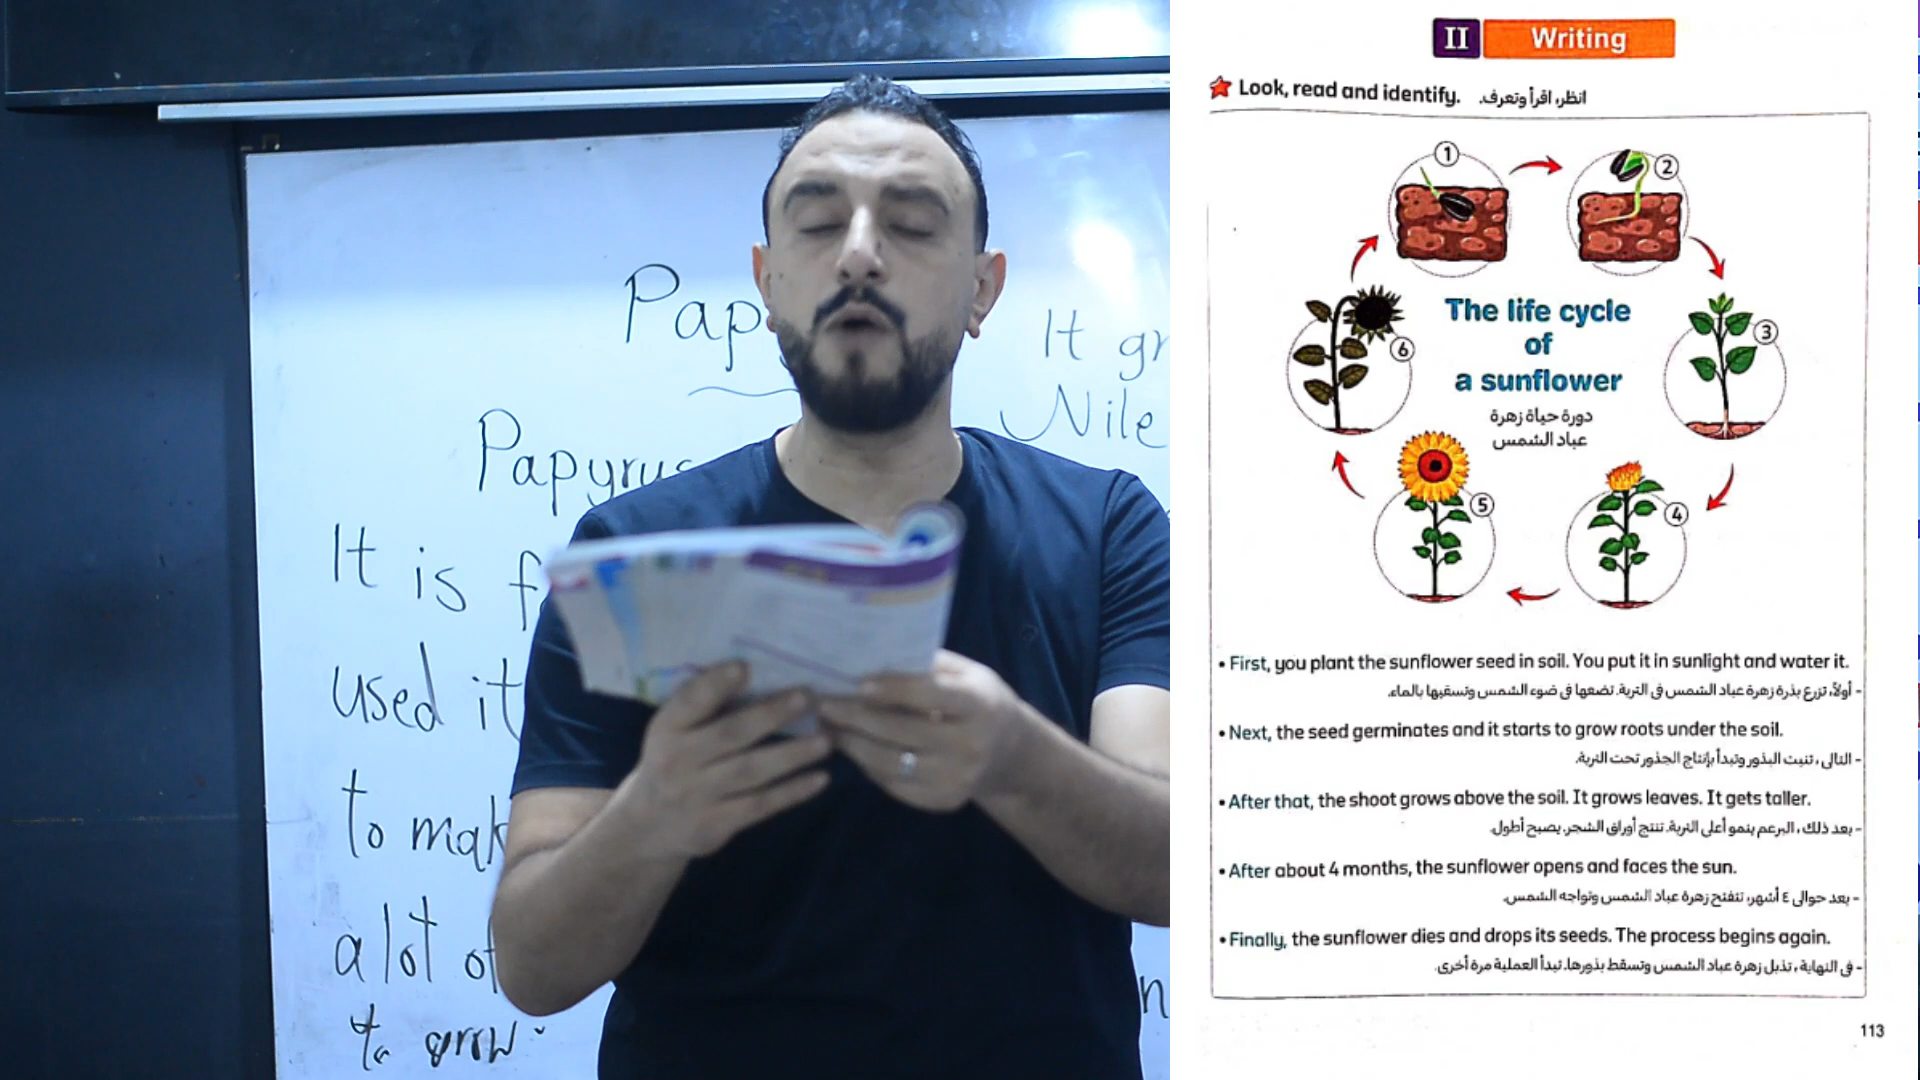 Pap
It gr
Nile
Papyrus
It is f
used it
to mak
a lot of
to grow
II Writing
Look, read and identify. انظر، اقرأ وتعرف.
1
2
3
4
5
6
The life cycle
of
a sunflower
دورة حياة زهرة
عباد الشمس
• First, you plant the sunflower seed in soil. You put it in sunlight and water it.
- أولاً، تزرع بذرة زهرة عباد الشمس فى التربة. تضعها فى ضوء الشمس وتسقيها بالماء.
• Next, the seed germinates and it starts to grow roots under the soil.
- التالى، تنبت البذور وتبدأ بإنتاج الجذور تحت التربة.
• After that, the shoot grows above the soil. It grows leaves. It gets taller.
- بعد ذلك، البرعم ينمو أعلى التربة. تنتج أوراق الشجر. يصبح أطول.
• After about 4 months, the sunflower opens and faces the sun.
- بعد حوالى ٤ أشهر، تتفتح زهرة عباد الشمس وتواجه الشمس.
• Finally, the sunflower dies and drops its seeds. The process begins again.
- فى النهاية، تذبل زهرة عباد الشمس وتسقط بذورها. تبدأ العملية مرة أخرى.
113